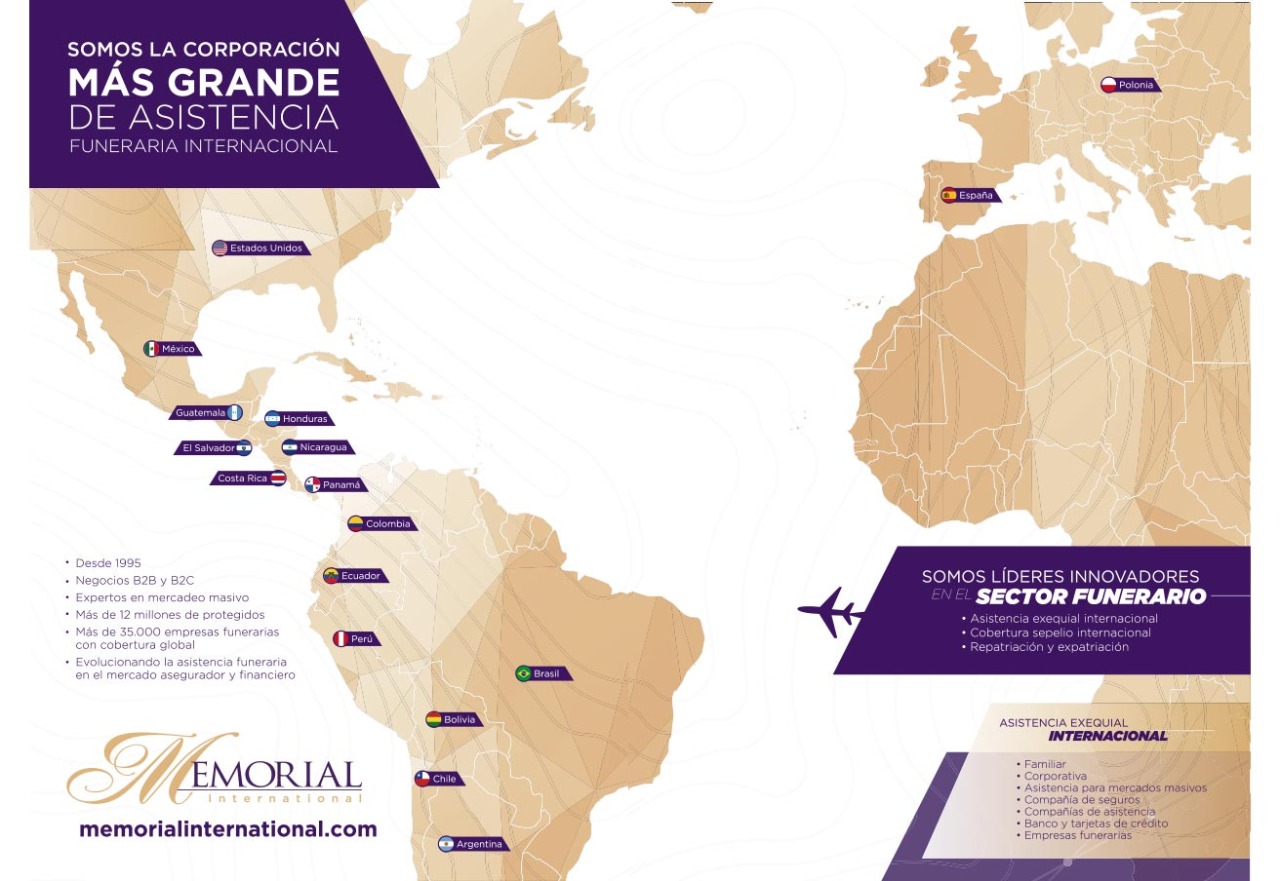 SOMOS LA CORPORACIÓN
MÁS GRANDE
DE ASISTENCIA
FUNERARIA INTERNACIONAL
Polonia
España
Estados Unidos
México
Guatemala
Honduras
El Salvador
Nicaragua
Costa Rica
Panamá
Colombia
Ecuador
Perú
Brasil
Bolivia
Chile
Argentina
• Desde 1995
• Negocios B2B y B2C
• Expertos en mercadeo masivo
• Más de 12 millones de protegidos
• Más de 35.000 empresas funerarias
con cobertura global
• Evolucionando la asistencia funeraria
en el mercado asegurador y financiero
MEMORIAL
International
memorialinternational.com
SOMOS LÍDERES INNOVADORES
EN EL SECTOR FUNERARIO
• Asistencia exequial internacional
• Cobertura sepelio internacional
• Repatriación y expatriación
ASISTENCIA EXEQUIAL
INTERNACIONAL
• Familiar
• Corporativa
• Asistencia para mercados masivos
• Compañía de seguros
• Compañías de asistencia
• Banco y tarjetas de crédito
• Empresas funerarias